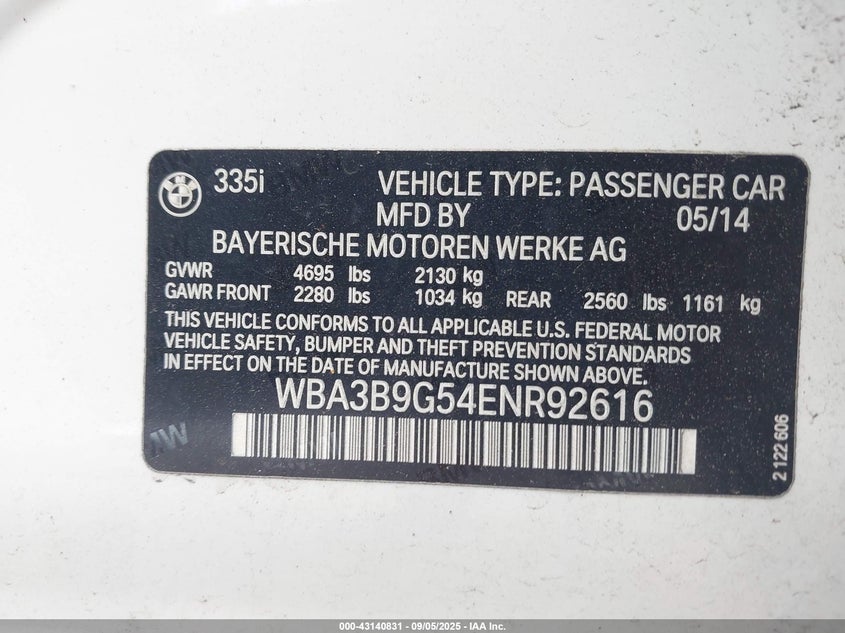 335i VEHICLE TYPE: PASSENGER CAR
MFD BY 05/14
BAYERISCHE MOTOREN WERKE AG
GVWR 4695 lbs 2130 kg
GAWR FRONT 2280 lbs 1034 kg REAR 2560 lbs 1161 kg
THIS VEHICLE CONFORMS TO ALL APPLICABLE U.S. FEDERAL MOTOR
VEHICLE SAFETY, BUMPER AND THEFT PREVENTION STANDARDS
IN EFFECT ON THE DATE OF MANUFACTURE SHOWN ABOVE.
WBA3B9G54ENR92616
2 122 606
000-43140831 - 09/05/2025 - IAA Inc.